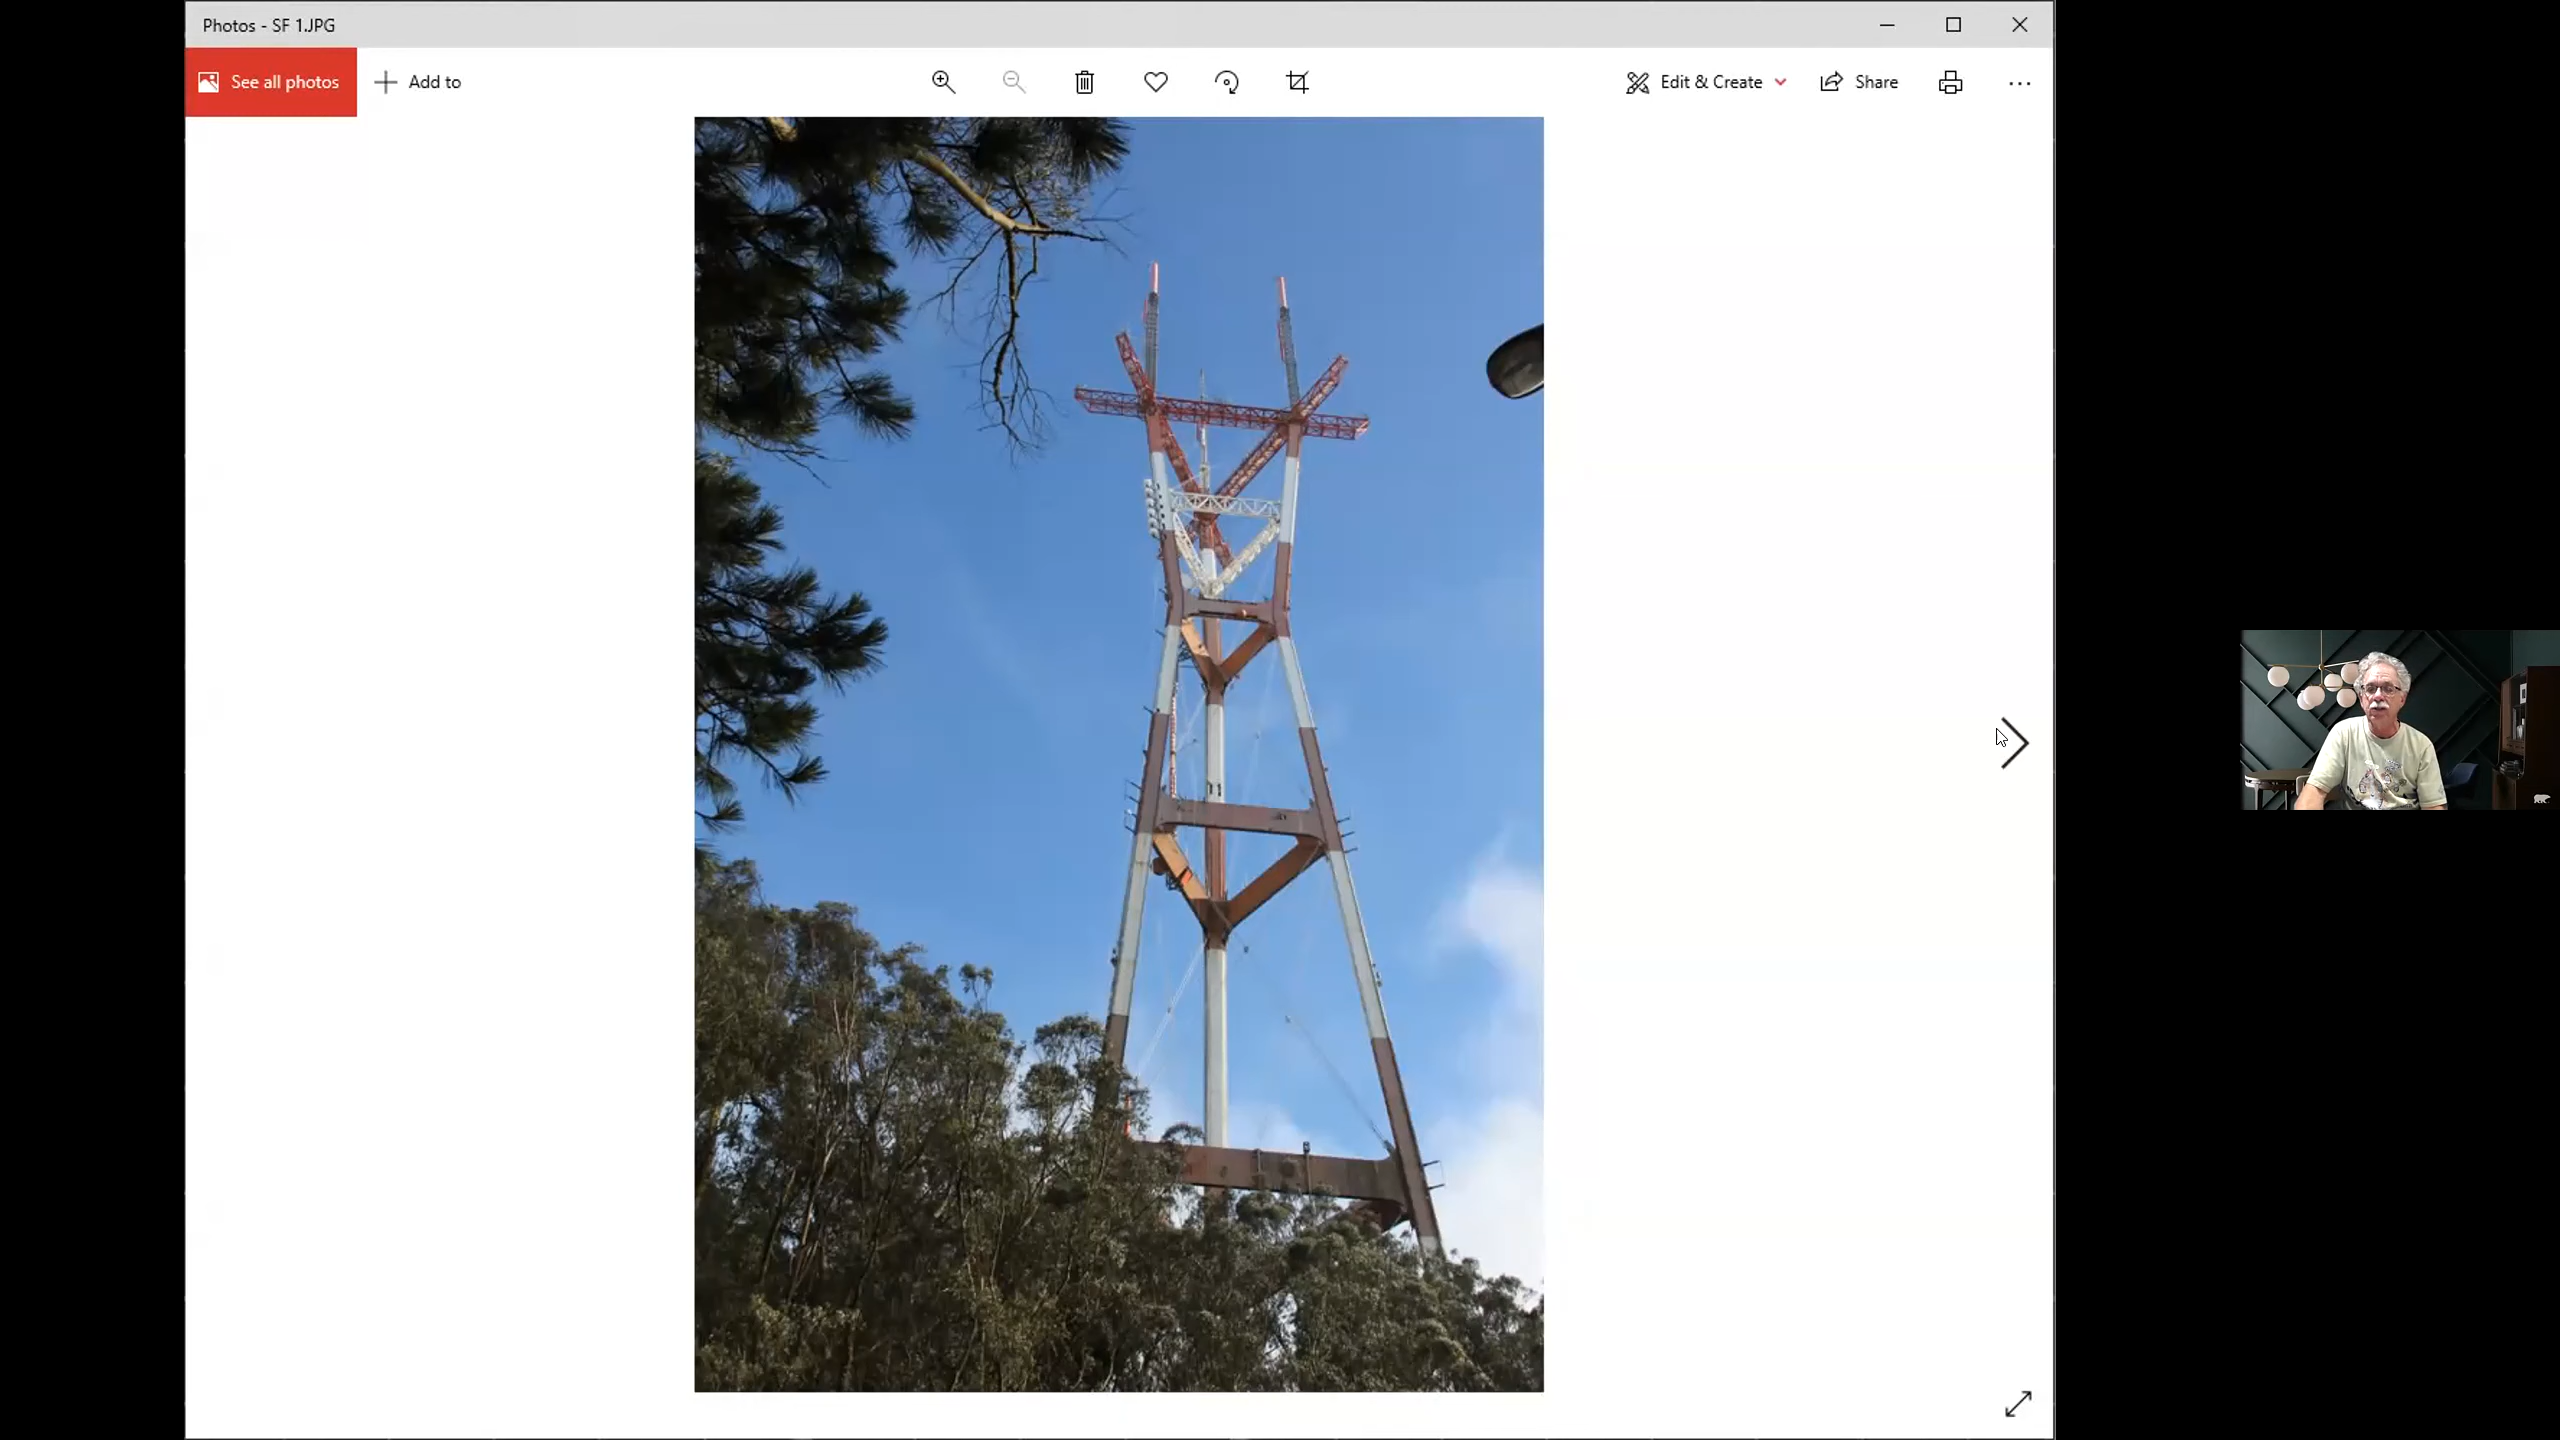 Photos - SF 1.JPG
See all photos
Add to
Edit & Create
Share